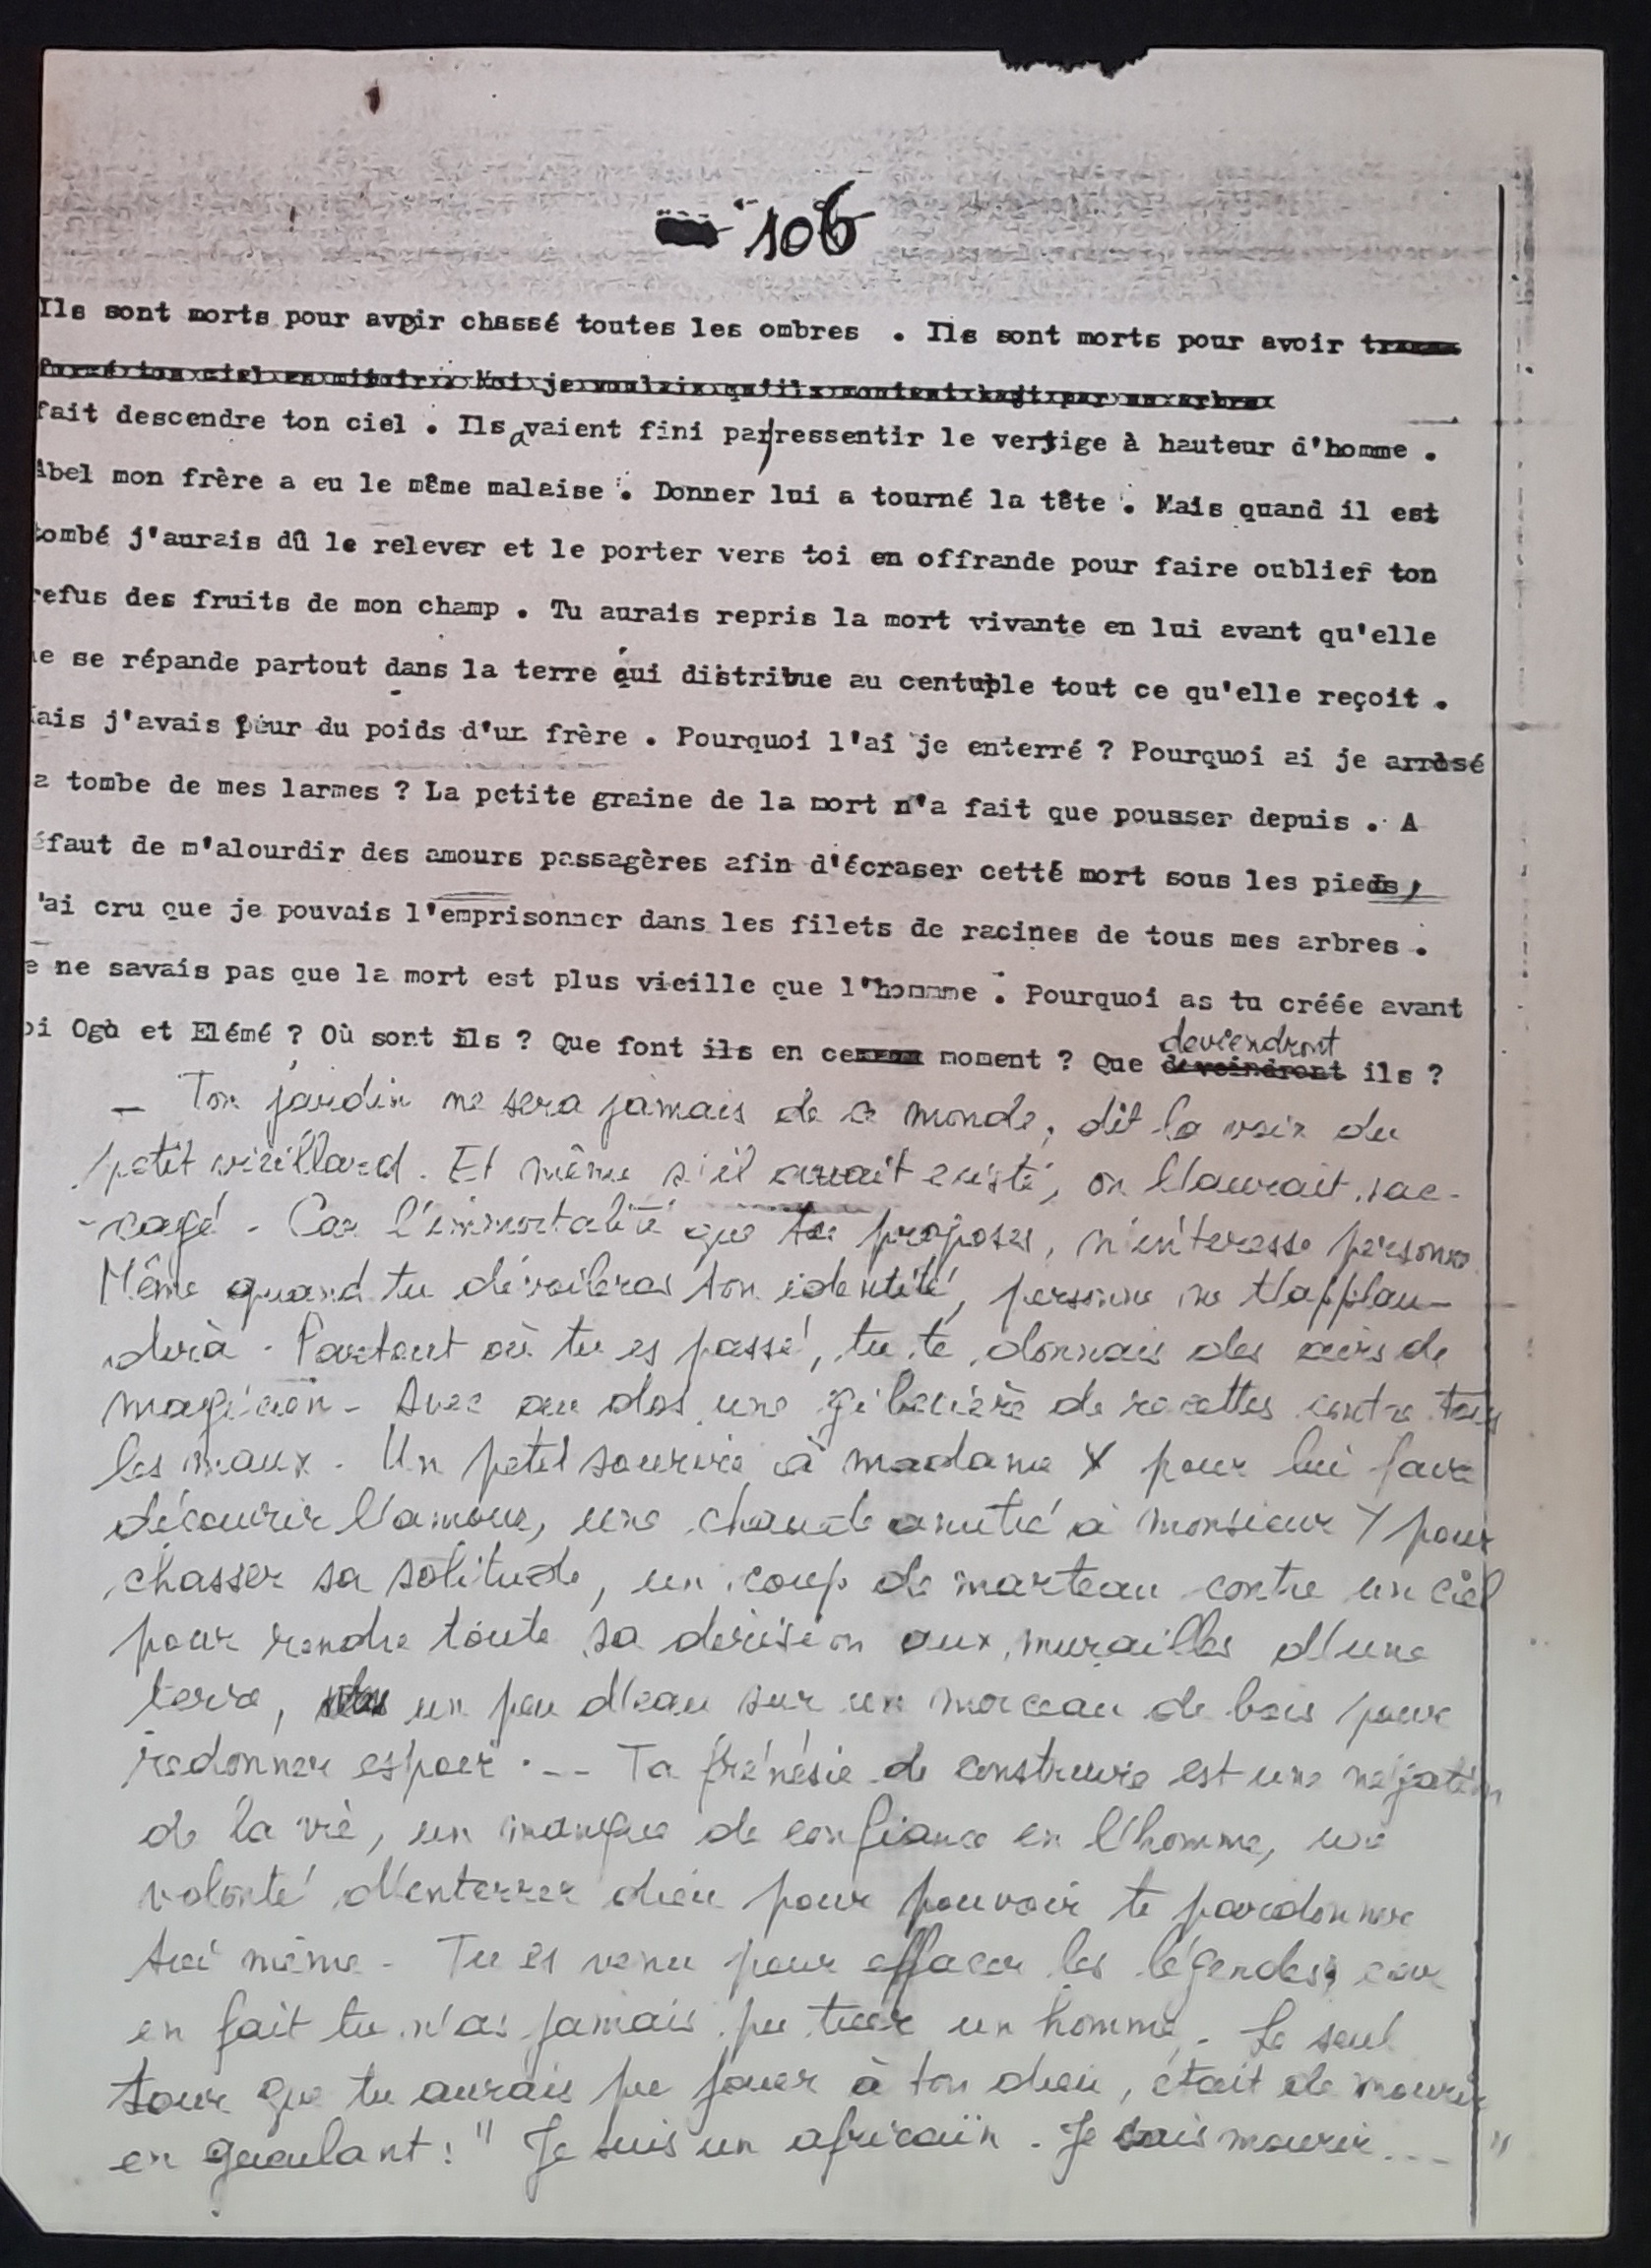 106
Ils sont morts pour avoir chassé toutes les ombres . Ils sont morts pour avoir
fait descendre ton ciel . Ils avaient fini par ressentir le vertige à hauteur d'homme .
Abel mon frère a eu le même malaise . Donner lui a tourné la tête . Mais quand il est
tombé j'aurais dû le relever et le porter vers toi en offrande pour faire oublier ton
refus des fruits de mon champ . Tu aurais repris la mort vivante en lui avant qu'elle
ne se répande partout dans la terre qui distribue au centuple tout ce qu'elle reçoit .
ais j'avais peur du poids d'un frère . Pourquoi l'ai je enterré ? Pourquoi ai je arrosé
a tombe de mes larmes ? La petite graine de la mort n'a fait que pousser depuis . A
éfaut de m'alourdir des amours passagères afin d'écraser cette mort sous les pieds,
'ai cru que je pouvais l'emprisonner dans les filets de racines de tous mes arbres .
e ne savais pas que la mort est plus vieille que l'hommme . Pourquoi as tu créée avant
oi Ogo et Elémé ? Où sont ils ? Que font ils en ce moment ? Que deviendront ils ?
_ Ton jardin ne sera jamais de ce monde, dit la voix du
petit vieillard. Et même s'il avait existé, on l'aurait sac-
-cagé - Car l'immortalité que tu proposes, n'intéresse personne
Même quand tu dévoileras ton identité, personne ne t'applau-
dira - Partout où tu es passé, tu te donnais des airs de
magicien - Avec au dos une gibecière de recettes contre tous
les maux . Un petit sourire à madame X pour lui faire
découvrir l'amour, une chaude amitié à monsieur Y pour
chasser sa solitude, un coup de marteau contre un ciel
pour rendre toute sa dérision aux murailles d'une
terre, un peu d'eau sur un morceau de bois pour
redonner espoir . _ _ Ta frénésie de construire est une négation
de la vie, un manque de confiance en l'homme, une
volonté d'enterrer dieu pour pouvoir te pardonner
toi même - Tu es venu pour effacer les légendes, car
en fait tu n'as jamais pu tuer un homme . - Le seul
tour que tu aurais pu jouer à ton dieu, était de mourir
en gueulant : " Je suis un africain . Je sais mourir... "